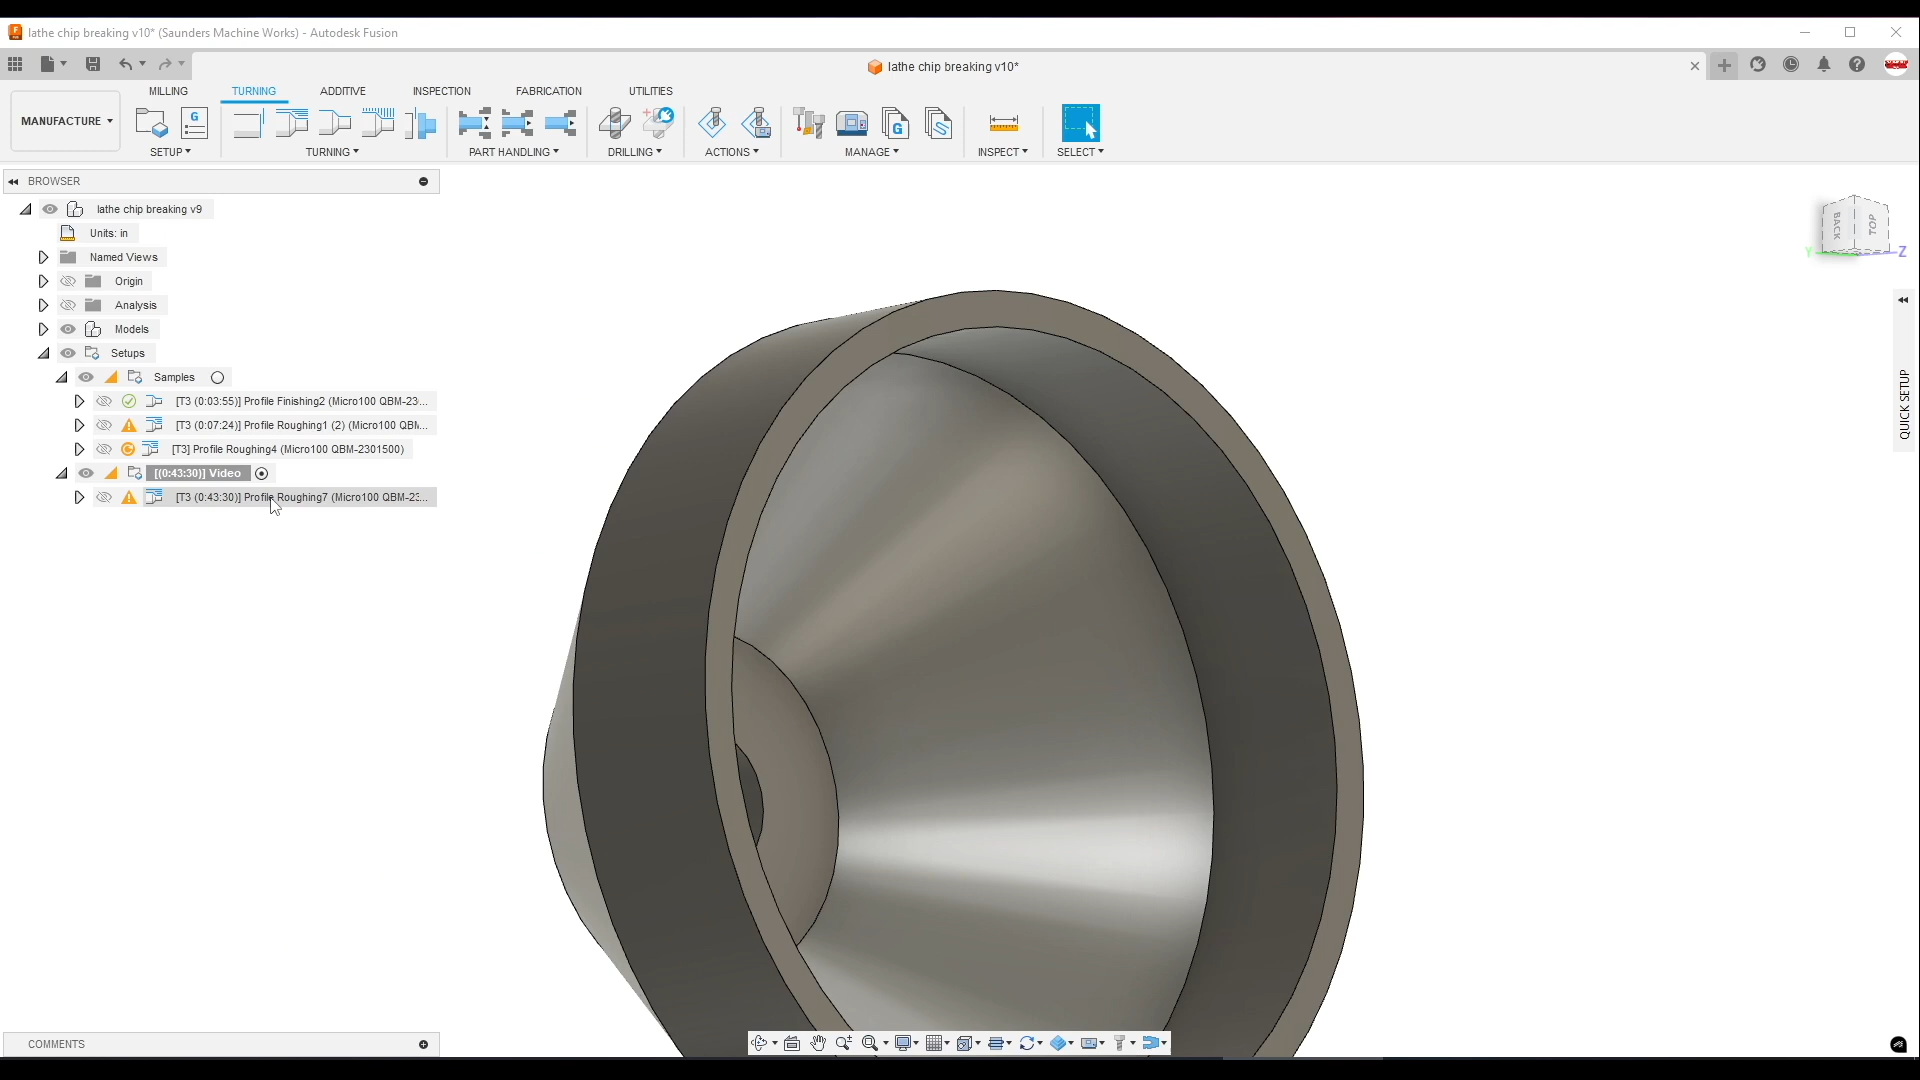 lathe chip breaking v10* (Saunders Machine Works) - Autodesk Fusion
lathe chip breaking v10*
MILLING TURNING ADDITIVE INSPECTION FABRICATION UTILITIES
MANUFACTURE
SETUP TURNING PART HANDLING DRILLING ACTIONS MANAGE INSPECT SELECT
BROWSER
lathe chip breaking v9
Units: in
Named Views
Origin
Analysis
Models
Setups
Samples
[T3 (0:03:55)] Profile Finishing2 (Micro100 QBM-23...
[T3 (0:07:24)] Profile Roughing1 (2) (Micro100 QBM...
[T3] Profile Roughing4 (Micro100 QBM-2301500)
[(0:43:30)] Video
[T3 (0:43:30)] Profile Roughing7 (Micro100 QBM-23...
BACK
TOP
Y
Z
QUICK SETUP
COMMENTS